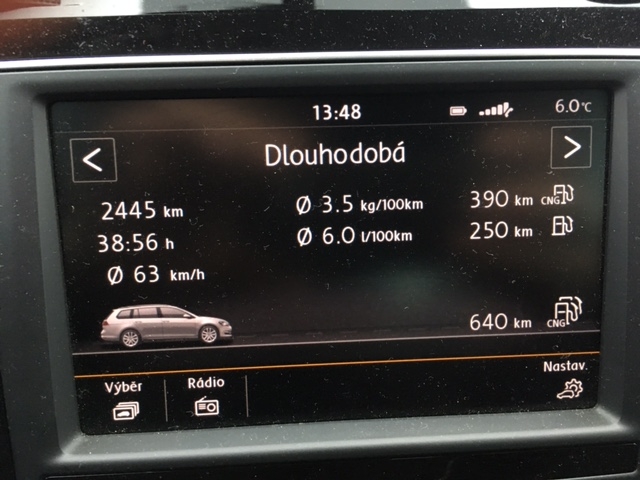 13:48 6.0°C
< Dlouhodobá >
2445 km Ø 3.5 kg/100km 390 km CNG
38:56 h Ø 6.0 l/100km 250 km
Ø 63 km/h
640 km CNG
Výběr Rádio Nastav.